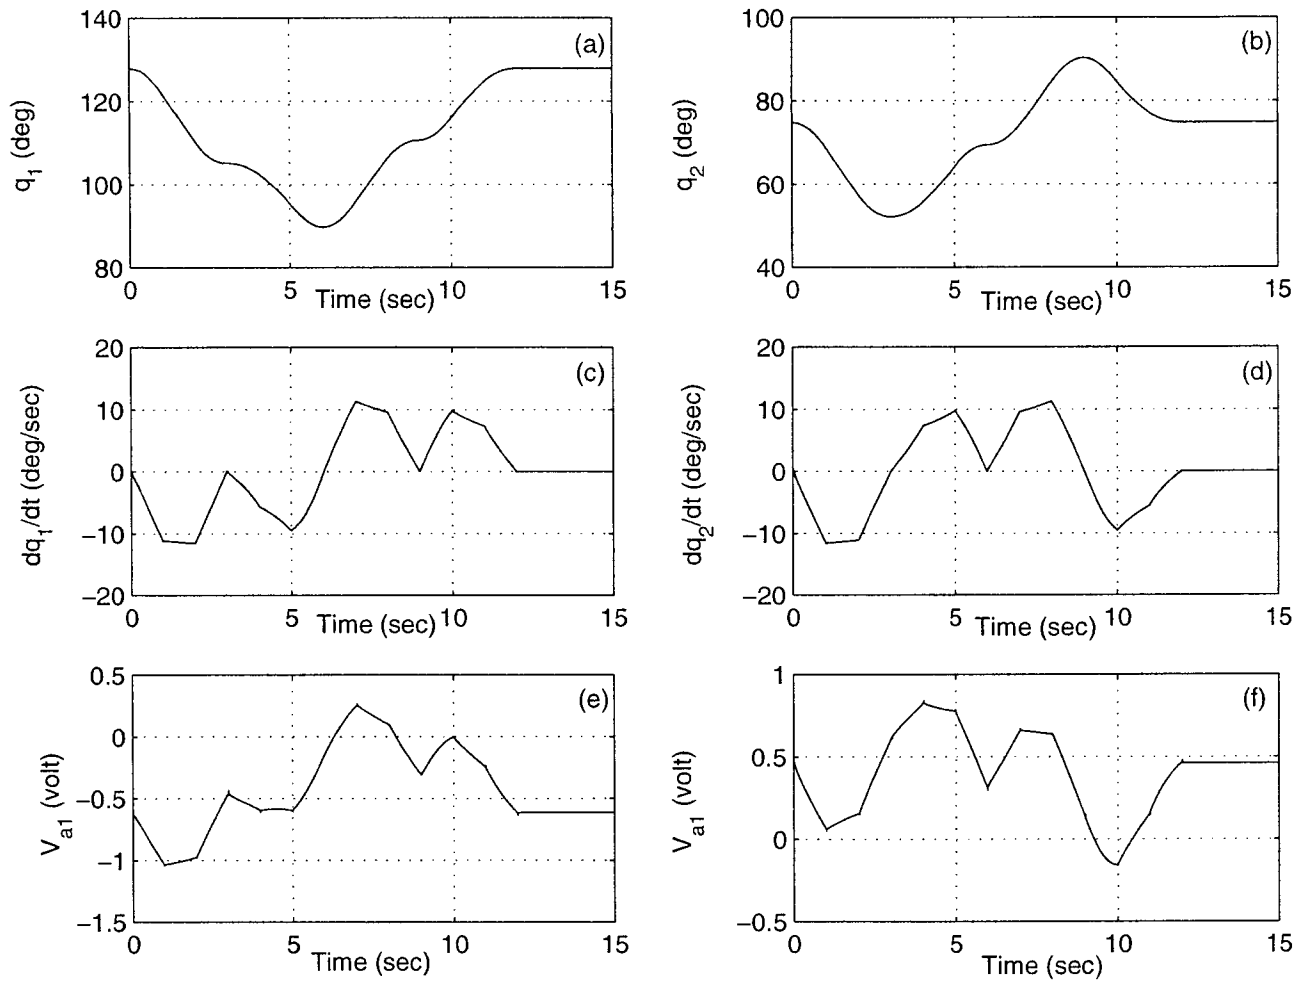 140
120
100
80
q1 (deg)
(a)
0 5 10 15
Time (sec)
100
80
60
40
q2 (deg)
(b)
0 5 10 15
Time (sec)
20
10
0
−10
−20
dq1/dt (deg/sec)
(c)
0 5 10 15
Time (sec)
20
10
0
−10
−20
dq2/dt (deg/sec)
(d)
0 5 10 15
Time (sec)
0.5
0
−0.5
−1
−1.5
Va1 (volt)
(e)
0 5 10 15
Time (sec)
1
0.5
0
−0.5
Va1 (volt)
(f)
0 5 10 15
Time (sec)